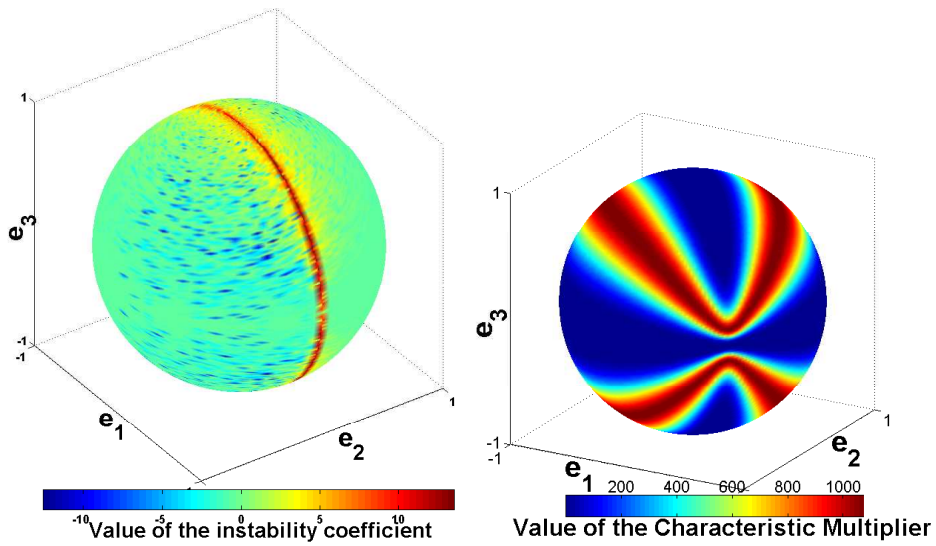 1
e3
-1
-1
e1
e2
1
-10
-5
0
5
10
Value of the instability coefficient
1
e3
-1
-1
e1
e2
1
200
400
600
800
1000
Value of the Characteristic Multiplier